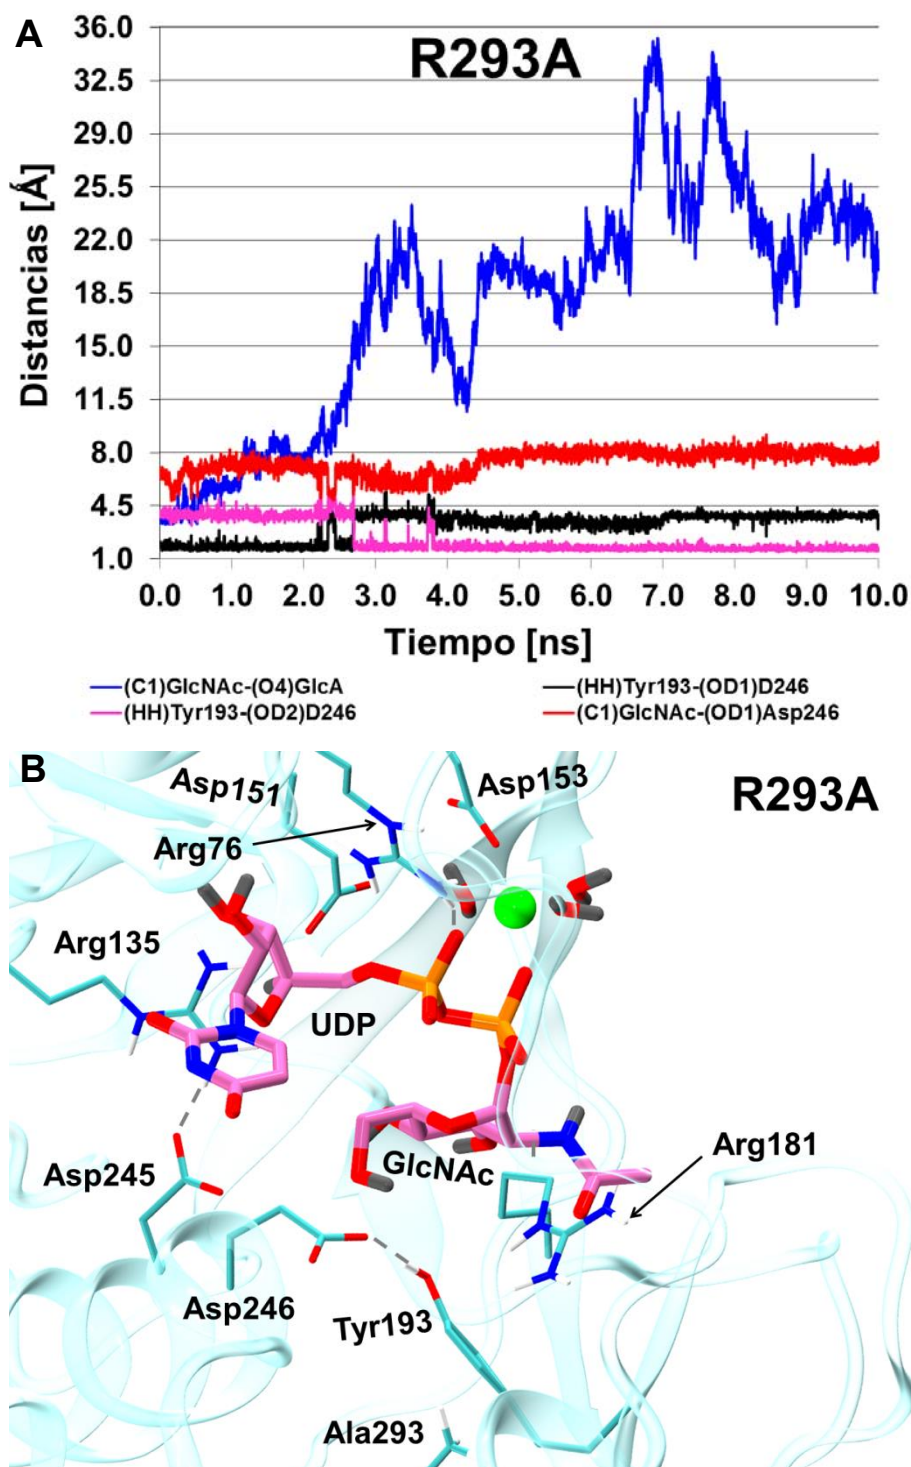 A
R293A
Distancias [Å]
36.0
32.5
29.0
25.5
22.0
18.5
15.0
11.5
8.0
4.5
1.0
0.0 1.0 2.0 3.0 4.0 5.0 6.0 7.0 8.0 9.0 10.0
Tiempo [ns]
(C1)GlcNAc-(O4)GlcA (HH)Tyr193-(OD1)D246
(HH)Tyr193-(OD2)D246 (C1)GlcNAc-(OD1)Asp246
B
R293A
Asp151
Asp153
Arg76
Arg135
UDP
Asp245
GlcNAc
Arg181
Asp246
Tyr193
Ala293